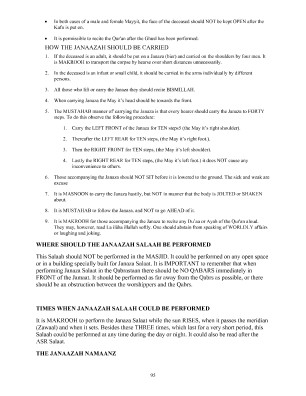 • In both cases of a male and female Mayyit, the face of the deceased should NOT be kept OPEN after the
Kafn is put on.
• It is permissible to recite the Qur'an after the Ghusl has been performed.
HOW THE JANAAZAH SHOULD BE CARRIED
1. If the deceased is an adult, it should be put on a Janaza (bier) and carried on the shoulders by four men. It
is MAKROOH to transport the corpse by hearse over short distances unnecessarily.
2. In the deceased is an infant or small child, it should be carried in the arms individually by different
persons.
3. All those who fill or carry the Janaza they should recite BISMILLAH.
4. When carrying Janaza the May it's head should be towards the front.
5. The MUSTAHAB manner of carrying the Janaza is that every bearer should carry the Janaza to FORTY
steps. To do this observe the following procedure:
1. Carry the LEFT FRONT of the Janaza for TEN steps9 (the May it's right shoulder).
2. Thereafter the LEFT REAR for TEN steps, (the May it's right foot),
3. Then the RIGHT FRONT for TEN steps, (the May it's left shoulder).
4. Lastly the RIGHT REAR for TEN steps, (the May it's left foot.) it does NOT cause any
inconvenience to others.
6. Those accompanying the Janaza should NOT SET before it is lowered to the ground. The sick and weak are
excuse
7. It is MASNOON to carry the Janaza hastily, but NOT in manner that the body is JOLTED or SHAKEN
about.
8. It is MUSTAHAB to follow the Janaza, and NOT to go AHEAD of it.
9. It is MAKROOH for those accompanying the Janaza to recite any Du'aa or Ayah of the Qur'an aloud.
They may, however, read La illaha illallah softly. One should abstain from speaking of WORLDLY affairs
or laughing and joking.
WHERE SHOULD THE JANAAZAH SALAAH BE PERFORMED
This Salaah should NOT be performed in the MASJID. It could be performed on any open space
or in a building specially built for Janaza Salaat. It is IMPORTANT to remember that when
performing Janaza Salaat in the Qabrastaan there should be NO QABARS immediately in
FRONT of the Jamaat. It should be performed as far away from the Qabrs as possible, or there
should be an obstruction between the worshippers and the Qabrs.
TIMES WHEN JANAAZAH SALAAH COULD BE PERFORMED
It is MAKROOH to perform the Janaza Salaat while the sun RISES, when it passes the meridian
(Zawaal) and when it sets. Besides these THREE times, which last for a very short period, this
Salaah could be performed at any time during the day or night. It could also be read after the
ASR Salaat.
THE JANAAZAH NAMAANZ